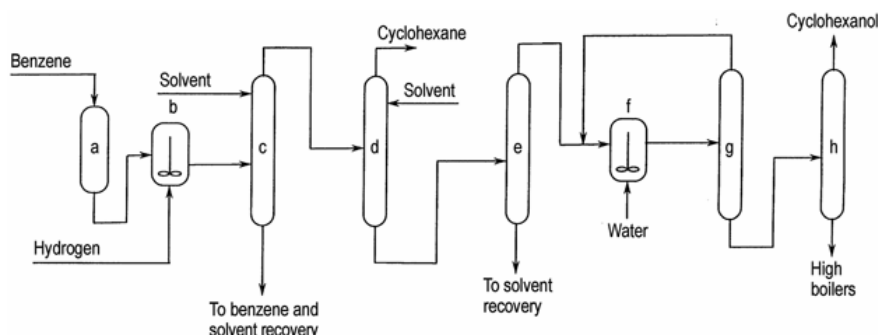 Cyclohexanol
Cyclohexane
Benzene
Solvent
b
Solvent
f
a
c
d
e
g
h
Hydrogen
Water
To benzene and
solvent recovery
To solvent
recovery
High
boilers